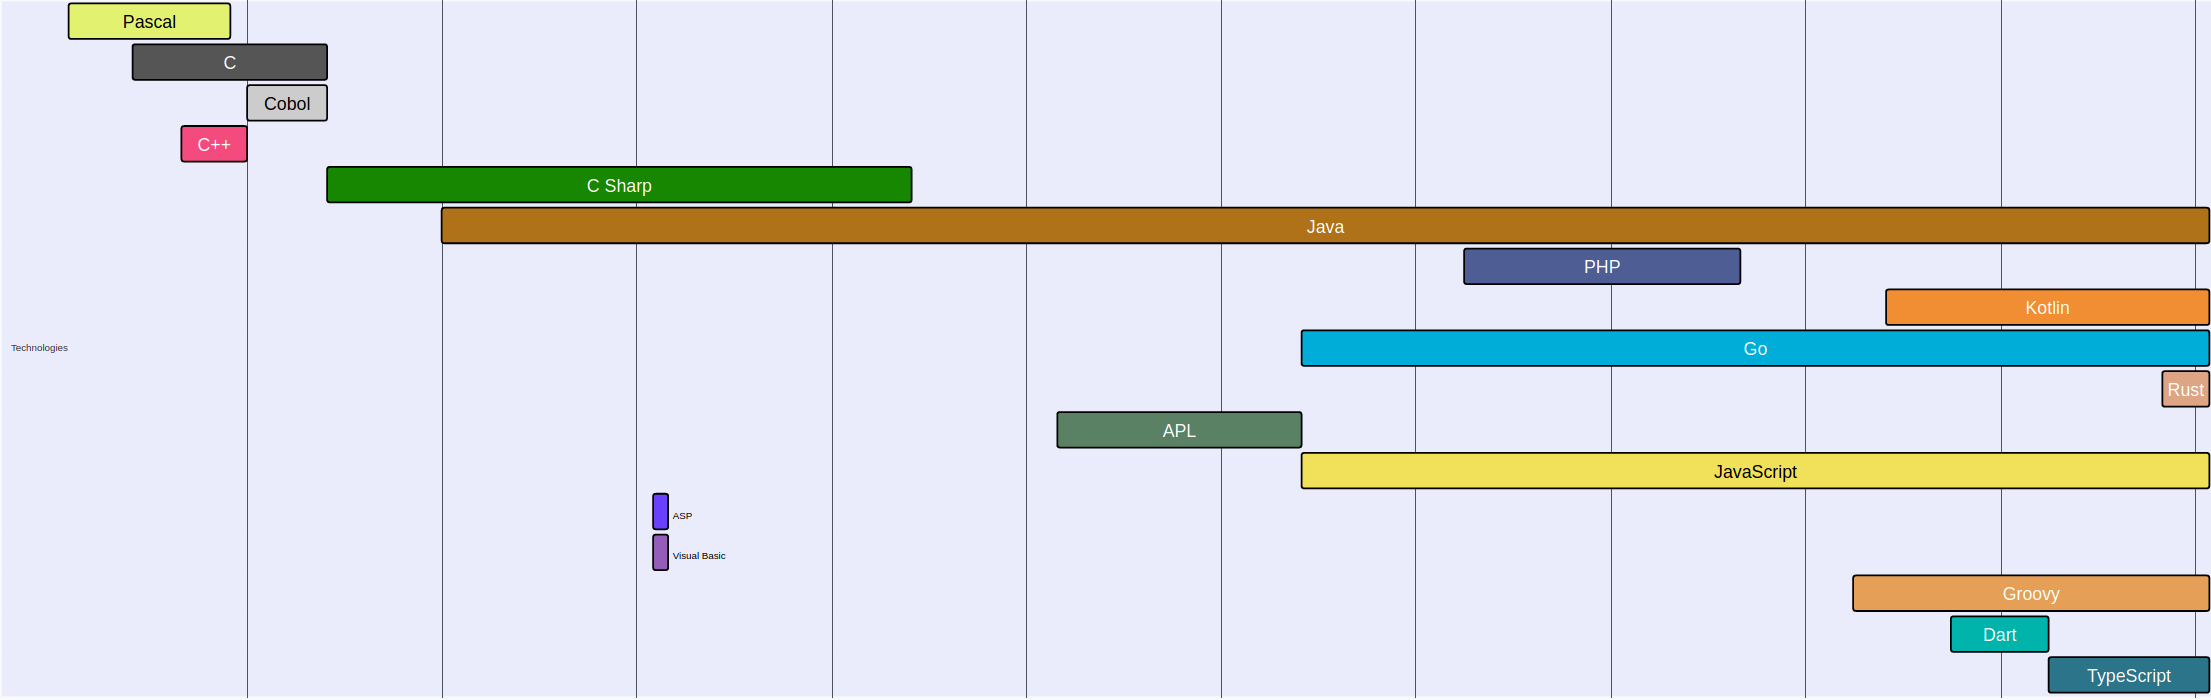 Pascal
C
Cobol
C++
C Sharp
Java
PHP
Kotlin
Technologies
Go
Rust
APL
JavaScript
ASP
Visual Basic
Groovy
Dart
TypeScript